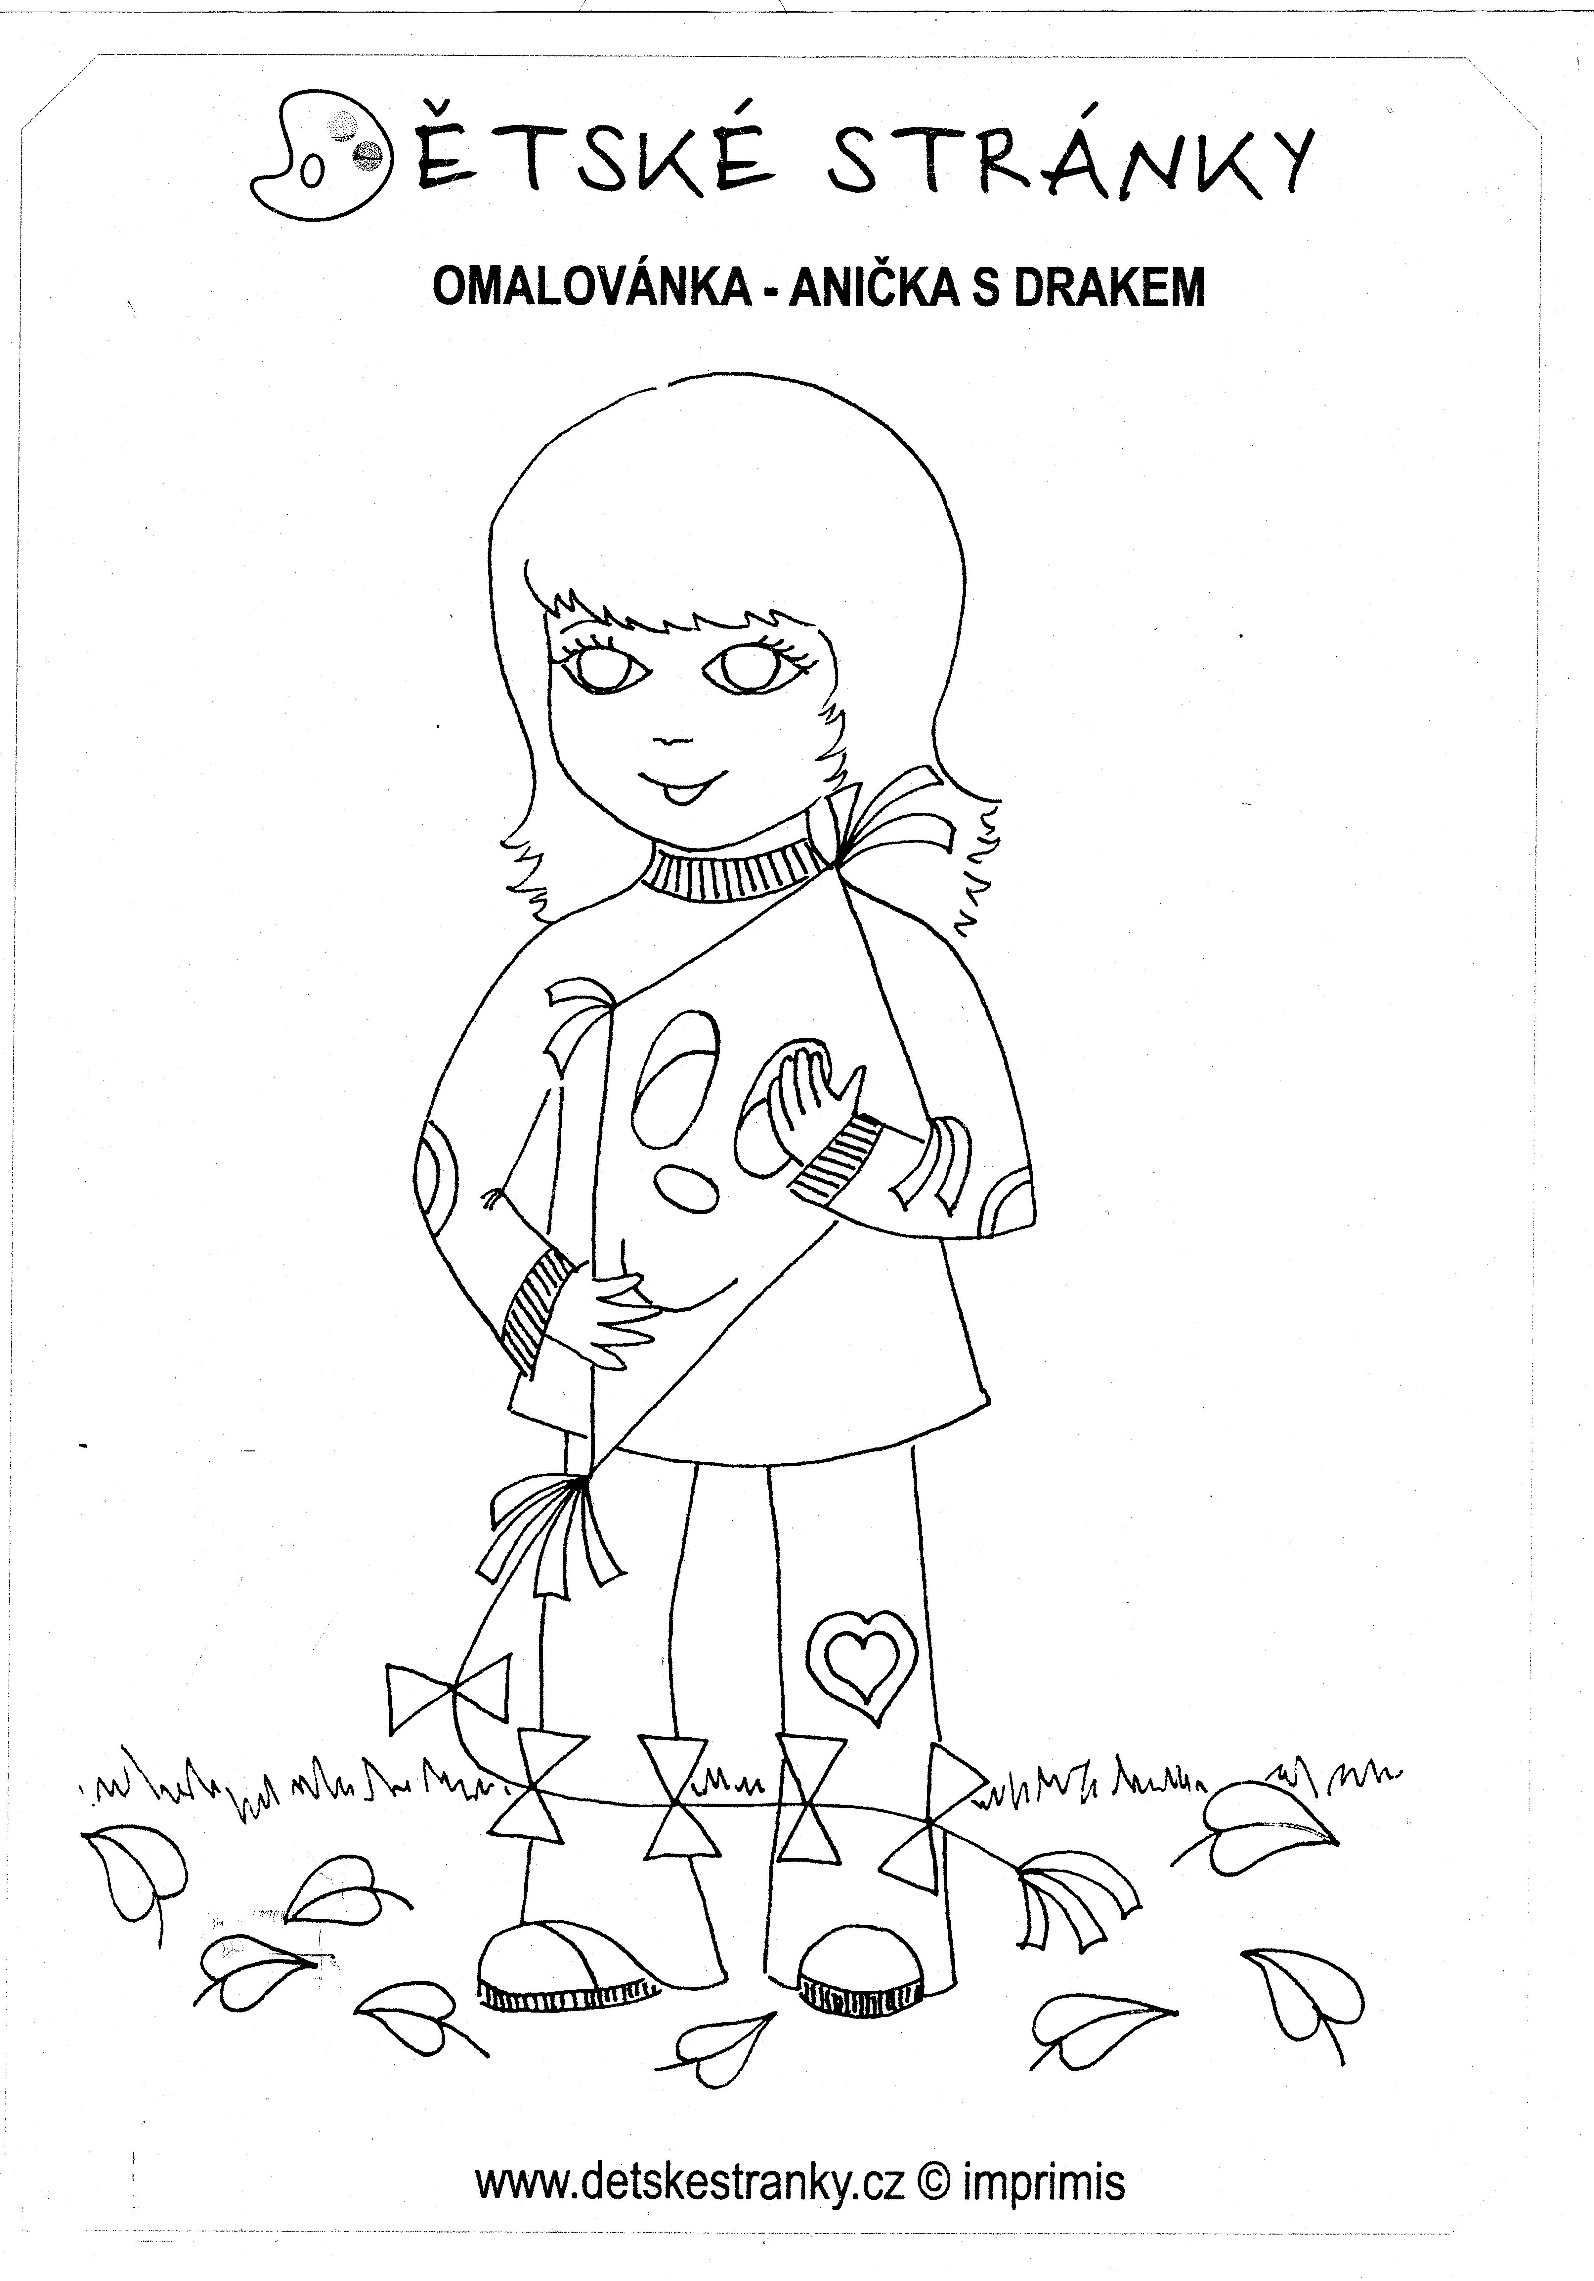 DĚTSKÉ STRÁNKY
OMALOVÁNKA - ANIČKA S DRAKEM
www.detskestranky.cz © imprimis